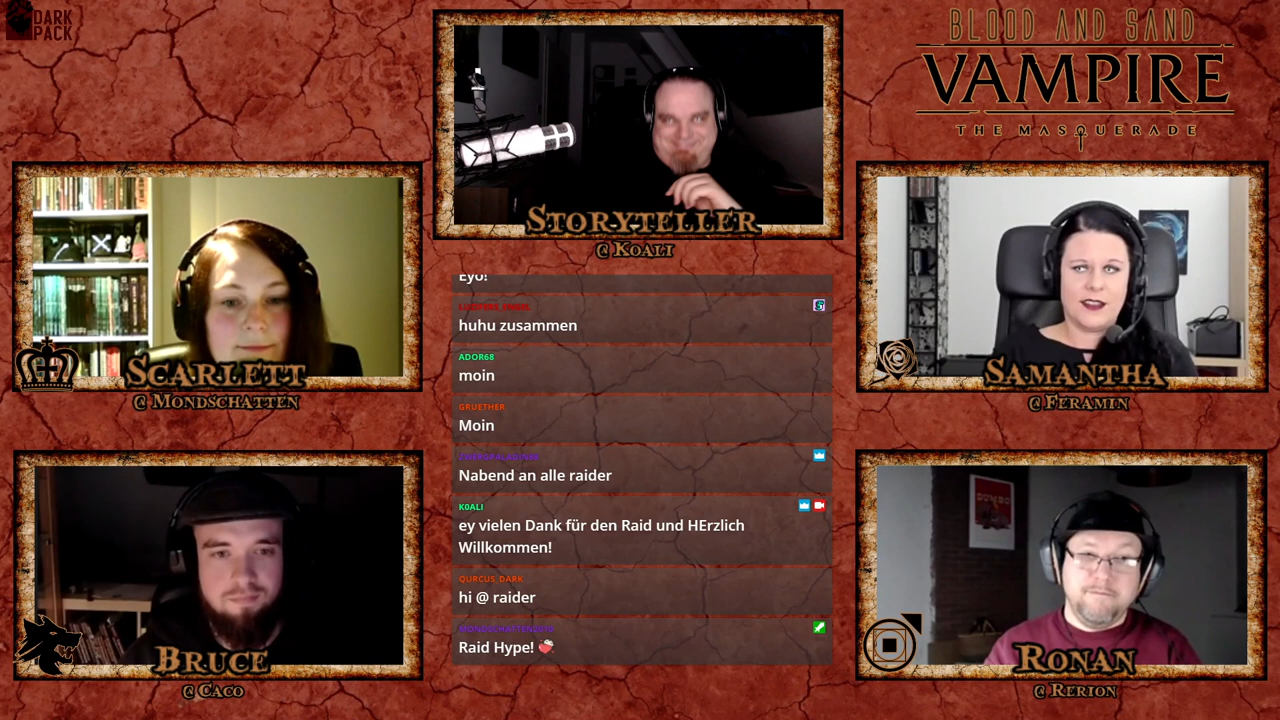 DARK
PACK
BLOOD AND SAND
VAMPIRE
THE MASQUERADE
STORYTELLER
@ KOALI
SCARLETT
@ MONDSCHATTEN
SAMANTHA
@ FERAMIN
Eyo!
huhu zusammen
ADOR68
moin
GRUETHER
Moin
Nabend an alle raider
K0ALI
ey vielen Dank für den Raid und HErzlich
Willkommen!
QURCUS_DARK
hi @ raider
Raid Hype!
BRUCE
@ CACO
RONAN
@ RERION